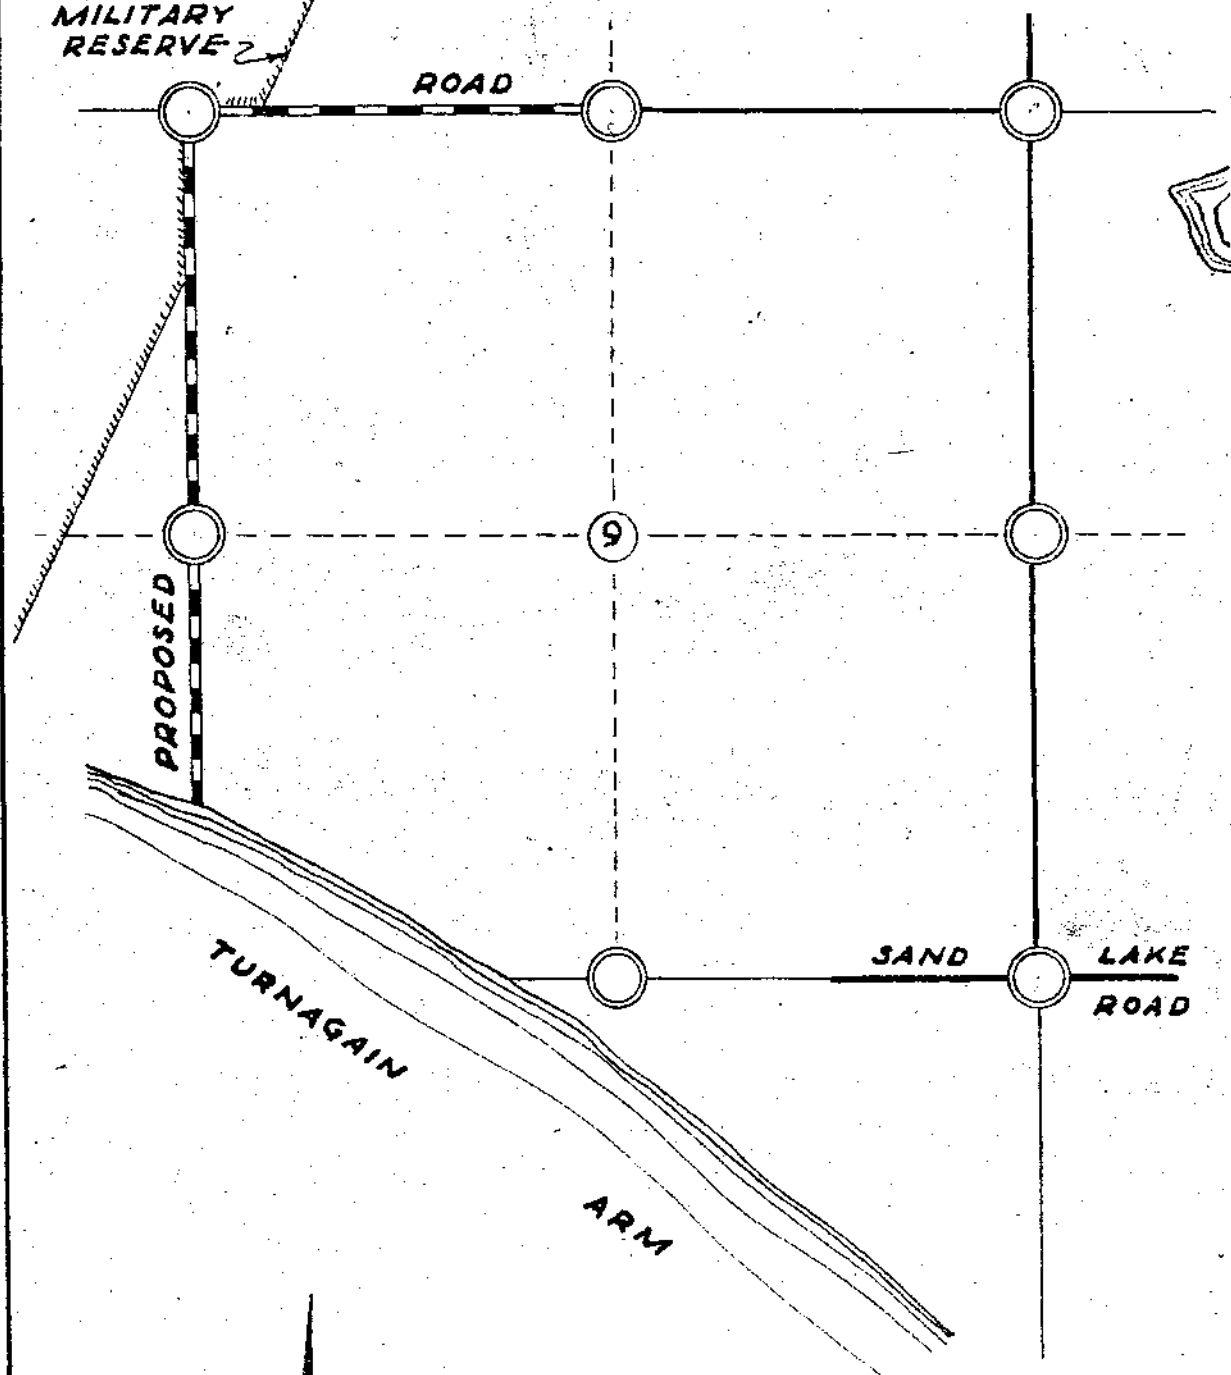 MILITARY
RESERVE
ROAD
9
PROPOSED
SAND LAKE
ROAD
TURNAGAIN
ARM